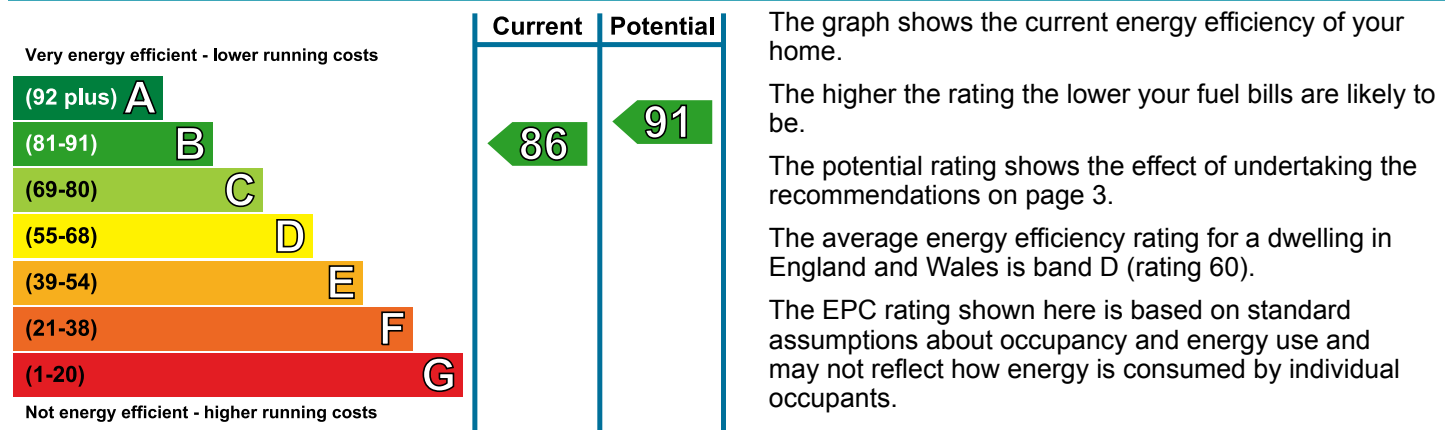 Current Potential
Very energy efficient - lower running costs
(92 plus) A
(81-91) B
(69-80) C
(55-68) D
(39-54) E
(21-38) F
(1-20) G
Not energy efficient - higher running costs
86
91
The graph shows the current energy efficiency of your
home.
The higher the rating the lower your fuel bills are likely to
be.
The potential rating shows the effect of undertaking the
recommendations on page 3.
The average energy efficiency rating for a dwelling in
England and Wales is band D (rating 60).
The EPC rating shown here is based on standard
assumptions about occupancy and energy use and
may not reflect how energy is consumed by individual
occupants.